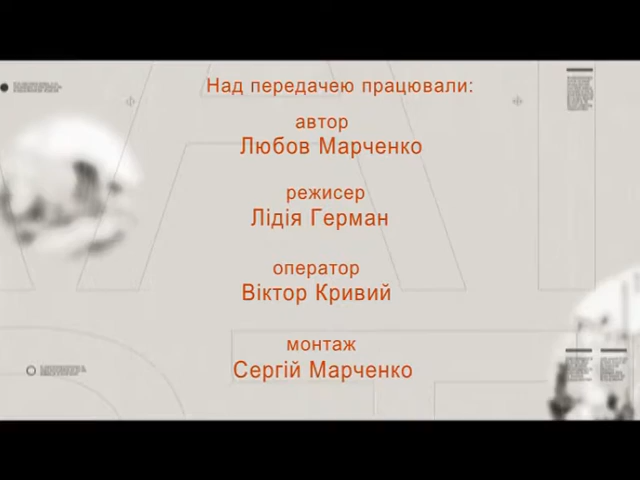 Над передачею працювали:
автор
Любов Марченко
режисер
Лідія Герман
оператор
Віктор Кривий
монтаж
Сергій Марченко